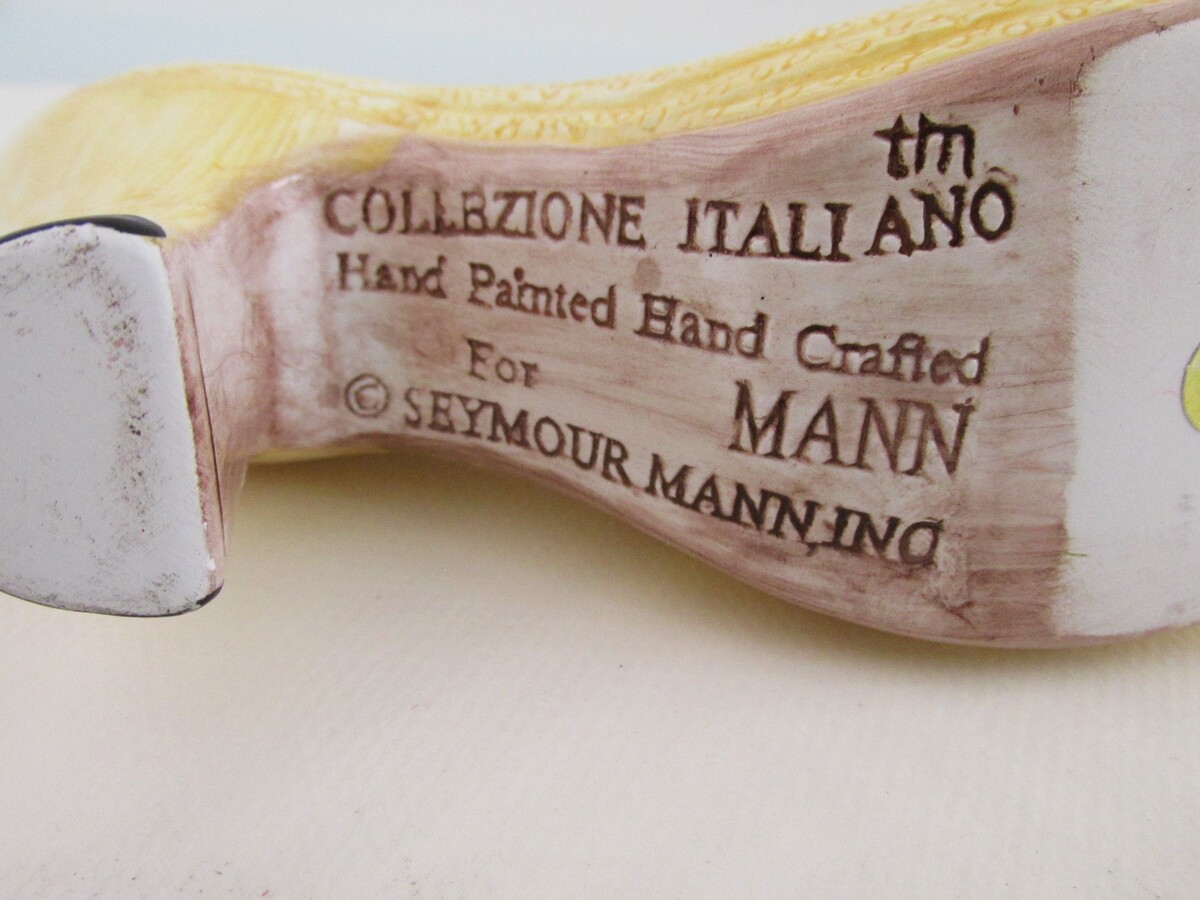 tm
COLLEZIONE ITALIANO
Hand Painted Hand Crafted
For MANN
© SEYMOUR MANN, INC